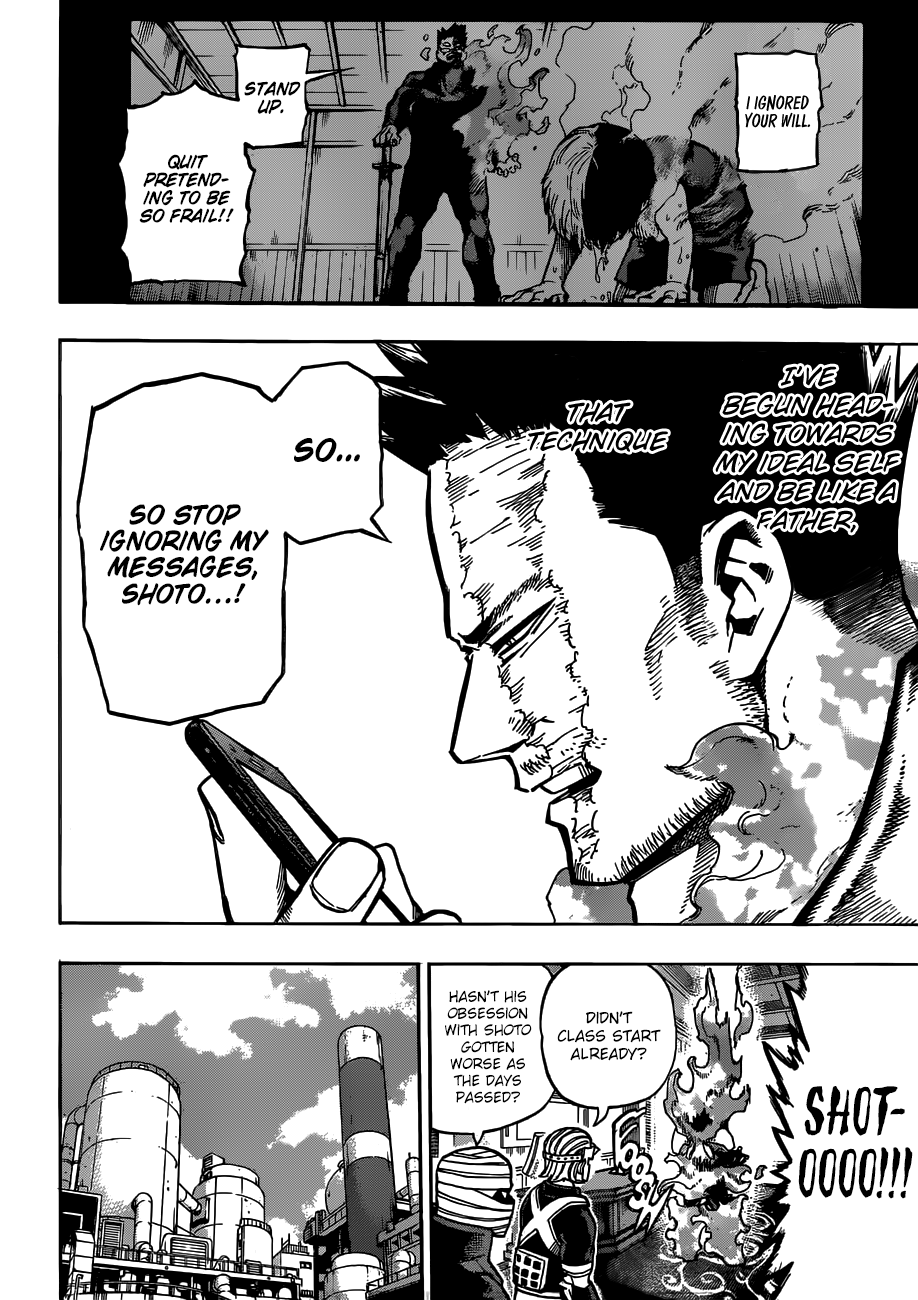 I IGNORED
YOUR WILL.
STAND
UP.
QUIT
PRETEND-
ING TO BE
SO FRAIL!!
I'VE
BEGUN HEAD-
ING TOWARDS
MY IDEAL SELF
AND BE LIKE A
FATHER,
THAT
TECHNIQUE
SO...
SO STOP
IGNORING MY
MESSAGES,
SHOTO...!
SHOT-
OOOO!!!
WOOSH
DIDN'T
CLASS START
ALREADY?
HASN'T HIS
OBSESSION
WITH SHOTO
GOTTEN
WORSE AS
THE DAYS
PASSED?